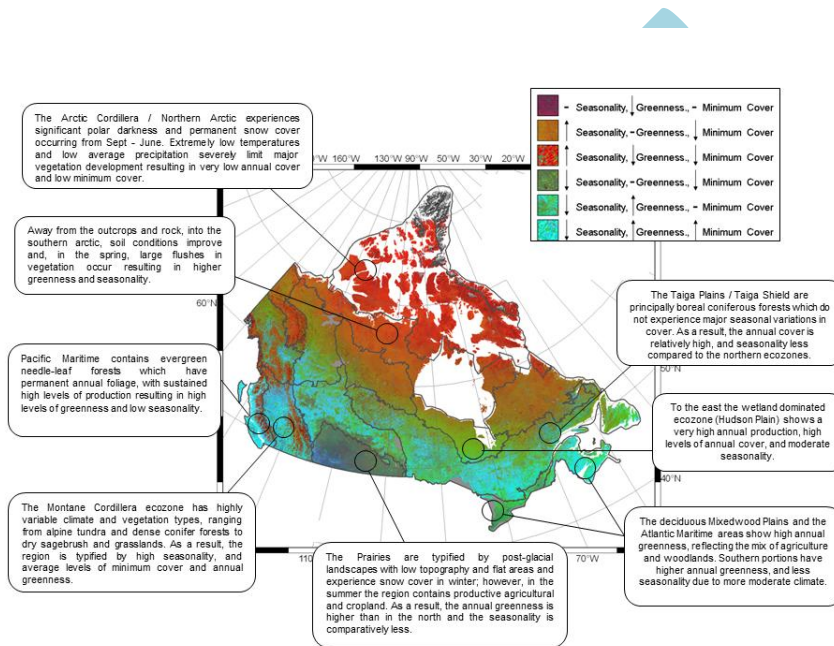 - Seasonality, ↓ Greenness., - Minimum Cover
↑ Seasonality, - Greenness., ↓ Minimum Cover
↑ Seasonality, ↓ Greenness., ↓ Minimum Cover
↓ Seasonality, - Greenness., ↓ Minimum Cover
↓ Seasonality, ↑ Greenness., - Minimum Cover
↓ Seasonality, ↑ Greenness., ↑ Minimum Cover
The Arctic Cordillera / Northern Arctic experiences
significant polar darkness and permanent snow cover
occurring from Sept - June. Extremely low temperatures
and low average precipitation severely limit major
vegetation development resulting in very low annual cover
and low minimum cover.
°W 160°W 130°W 90°W 50°W 30°W 20°W
Away from the outcrops and rock, into the
southern arctic, soil conditions improve
and, in the spring, large flushes in
vegetation occur resulting in higher
greenness and seasonality.
60°N
The Taiga Plains / Taiga Shield are
principally boreal coniferous forests which do
not experience major seasonal variations in
cover. As a result, the annual cover is
relatively high, and seasonality less
compared to the northern ecozones.
50°N
Pacific Maritime contains evergreen
needle-leaf forests which have
permanent annual foliage, with sustained
high levels of production resulting in high
levels of greenness and low seasonality.
To the east the wetland dominated
ecozone (Hudson Plain) shows a
very high annual production, high
levels of annual cover, and moderate
seasonality.
40°N
The Montane Cordillera ecozone has highly
variable climate and vegetation types, ranging
from alpine tundra and dense conifer forests to
dry sagebrush and grasslands. As a result, the
region is typified by high seasonality, and
average levels of minimum cover and annual
greenness.
110°
The Prairies are typified by post-glacial
landscapes with low topography and flat areas and
experience snow cover in winter; however, in the
summer the region contains productive agricultural
and cropland. As a result, the annual greenness is
higher than in the north and the seasonality is
comparatively less.
70°W
The deciduous Mixedwood Plains and the
Atlantic Maritime areas show high annual
greenness, reflecting the mix of agriculture
and woodlands. Southern portions have
higher annual greenness, and less
seasonality due to more moderate climate.